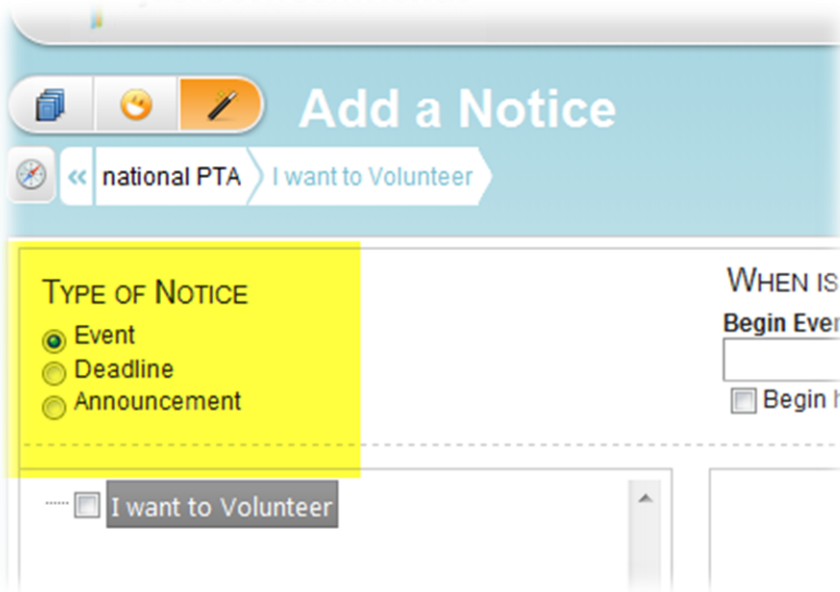 Add a Notice
« national PTA I want to Volunteer
TYPE OF NOTICE
Event
Deadline
Announcement
WHEN IS
Begin
Begin
I want to Volunteer